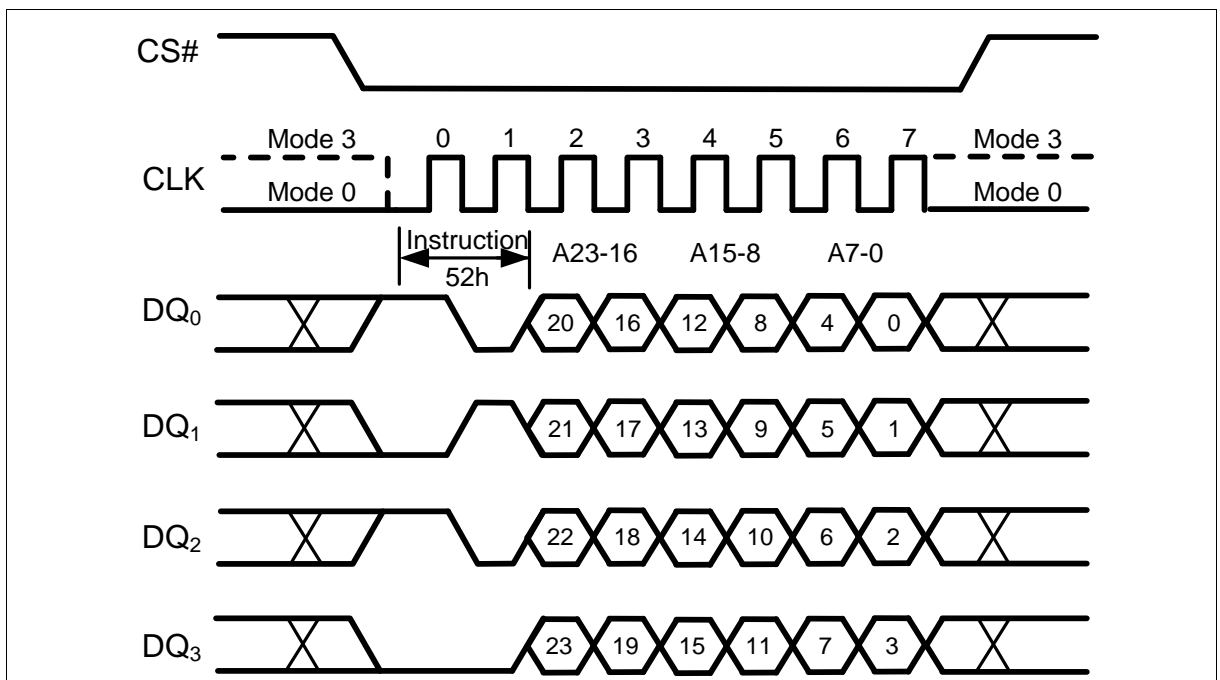 CS#
Mode 3 0 1 2 3 4 5 6 7 Mode 3
CLK
Mode 0 Mode 0
Instruction A23-16 A15-8 A7-0
52h
DQ0 20 16 12 8 4 0
DQ1 21 17 13 9 5 1
DQ2 22 18 14 10 6 2
DQ3 23 19 15 11 7 3